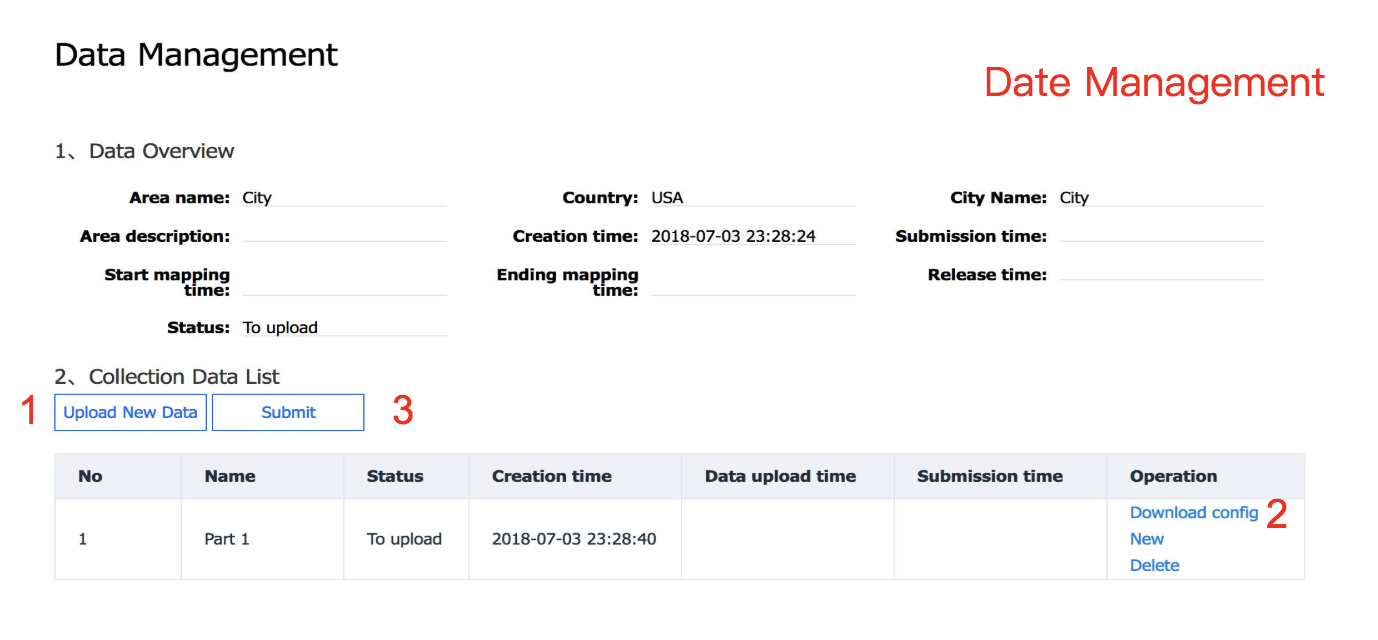 Data Management
Date Management
1、Data Overview
Area name: City Country: USA City Name: City
Area description: Creation time: 2018-07-03 23:28:24 Submission time:
Start mapping time: Ending mapping time: Release time:
Status: To upload
2、Collection Data List
1 Upload New Data Submit 3
No Name Status Creation time Data upload time Submission time Operation
1 Part 1 To upload 2018-07-03 23:28:40 Download config 2
New
Delete